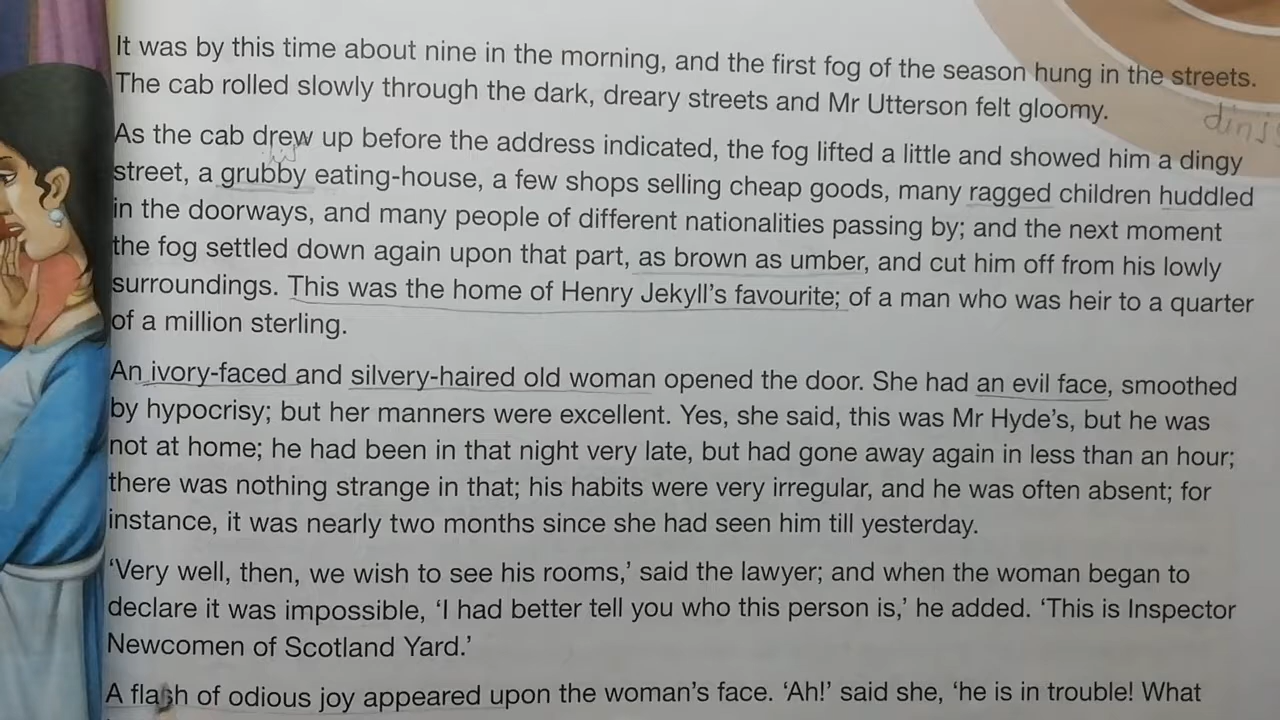 It was by this time about nine in the morning, and the first fog of the season hung in the streets.
The cab rolled slowly through the dark, dreary streets and Mr Utterson felt gloomy.
As the cab drew up before the address indicated, the fog lifted a little and showed him a dingy
street, a grubby eating-house, a few shops selling cheap goods, many ragged children huddled
in the doorways, and many people of different nationalities passing by; and the next moment
the fog settled down again upon that part, as brown as umber, and cut him off from his lowly
surroundings. This was the home of Henry Jekyll's favourite; of a man who was heir to a quarter
of a million sterling.
An ivory-faced and silvery-haired old woman opened the door. She had an evil face, smoothed
by hypocrisy; but her manners were excellent. Yes, she said, this was Mr Hyde's, but he was
not at home; he had been in that night very late, but had gone away again in less than an hour;
there was nothing strange in that; his habits were very irregular, and he was often absent; for
instance, it was nearly two months since she had seen him till yesterday.
'Very well, then, we wish to see his rooms,' said the lawyer; and when the woman began to
declare it was impossible, 'I had better tell you who this person is,' he added. 'This is Inspector
Newcomen of Scotland Yard.'
A flash of odious joy appeared upon the woman's face. 'Ah!' said she, 'he is in trouble! What